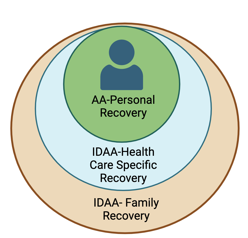 AA-Personal
Recovery
IDAA-Health
Care Specific
Recovery
IDAA- Family
Recovery